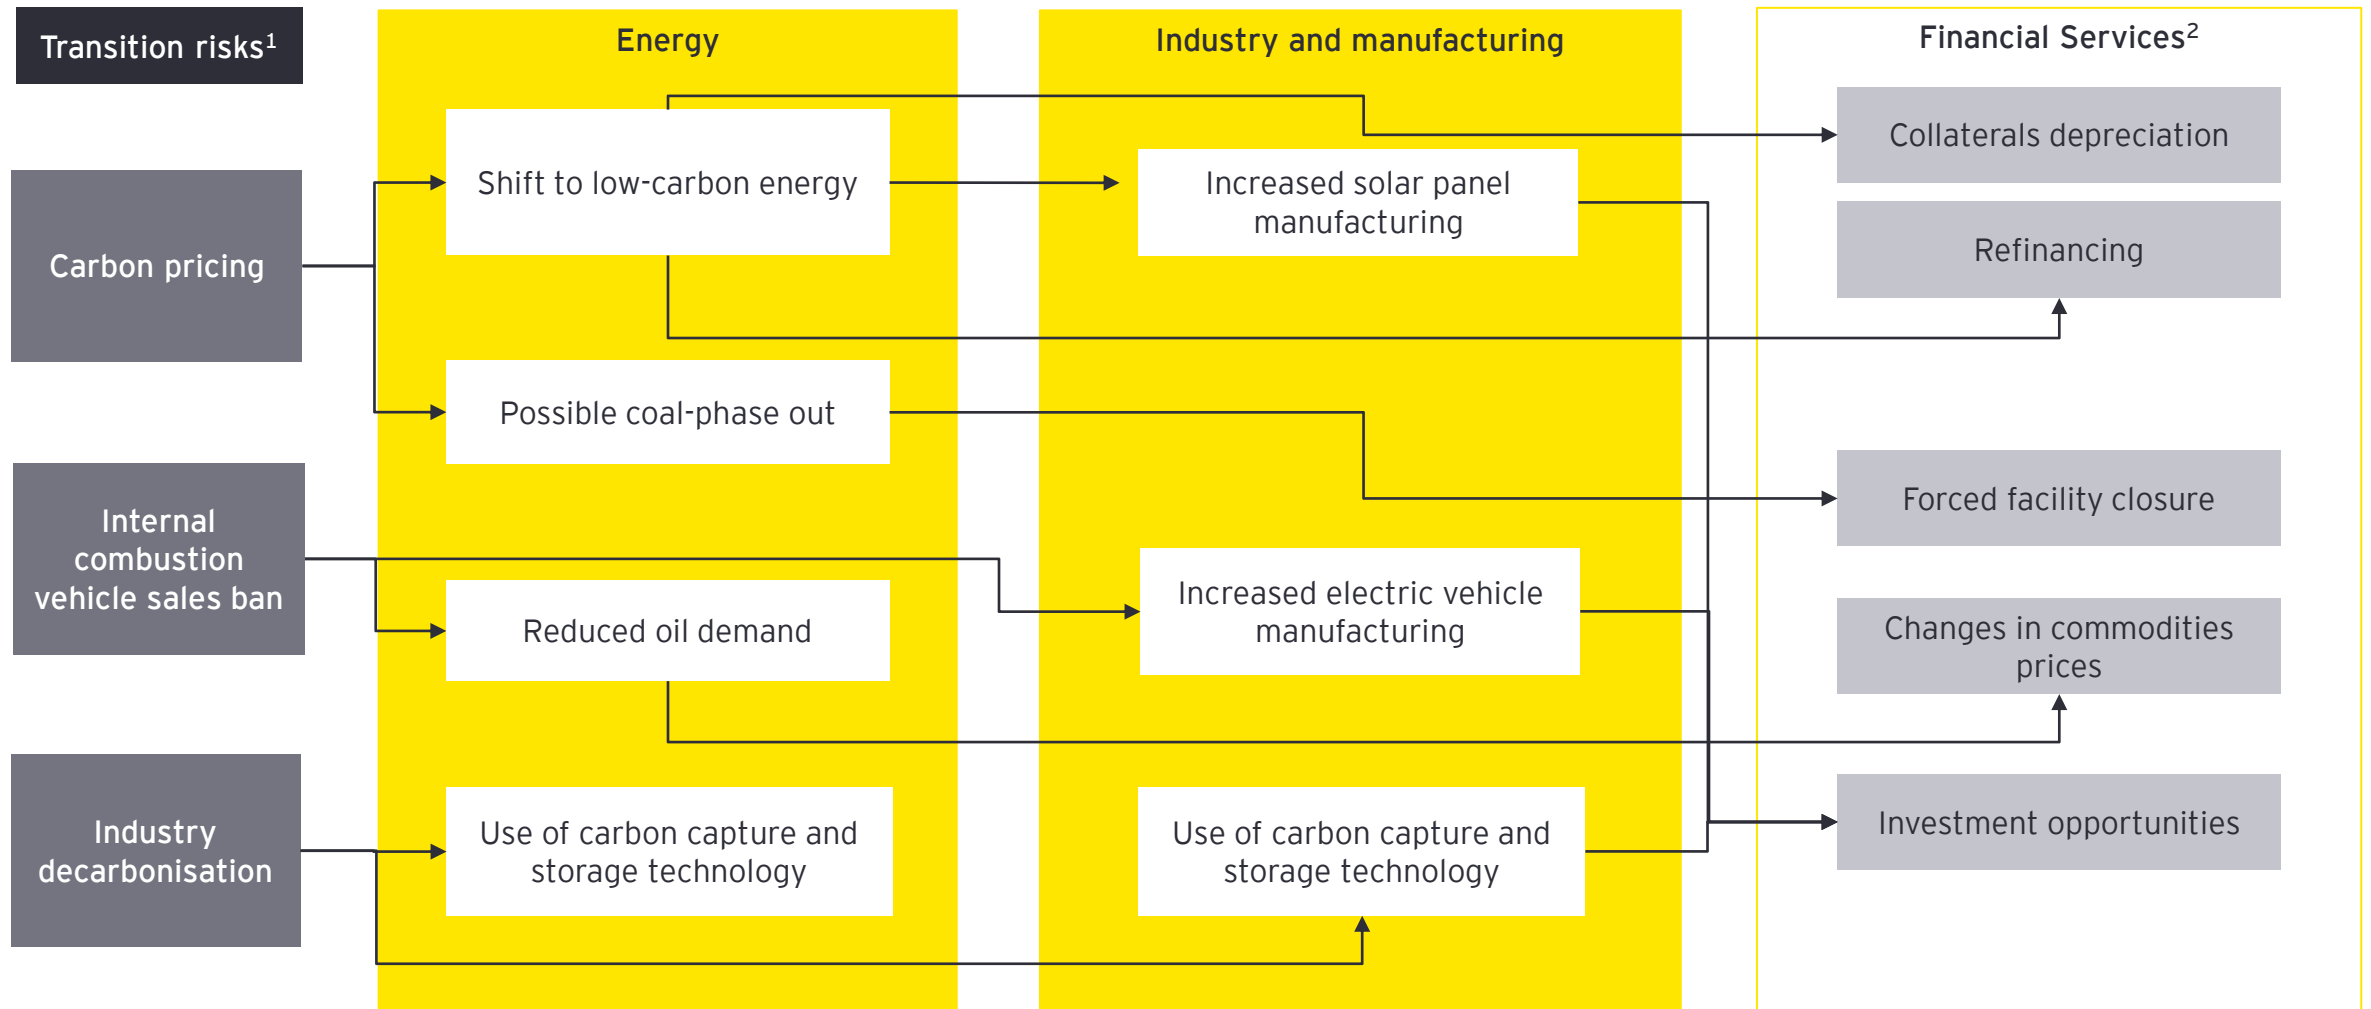 Transition risks¹
Energy
Industry and manufacturing
Financial Services²
Carbon pricing
Internal
combustion
vehicle sales ban
Industry
decarbonisation
Shift to low-carbon energy
Possible coal-phase out
Reduced oil demand
Use of carbon capture and
storage technology
Increased solar panel
manufacturing
Increased electric vehicle
manufacturing
Use of carbon capture and
storage technology
Collaterals depreciation
Refinancing
Forced facility closure
Changes in commodities
prices
Investment opportunities